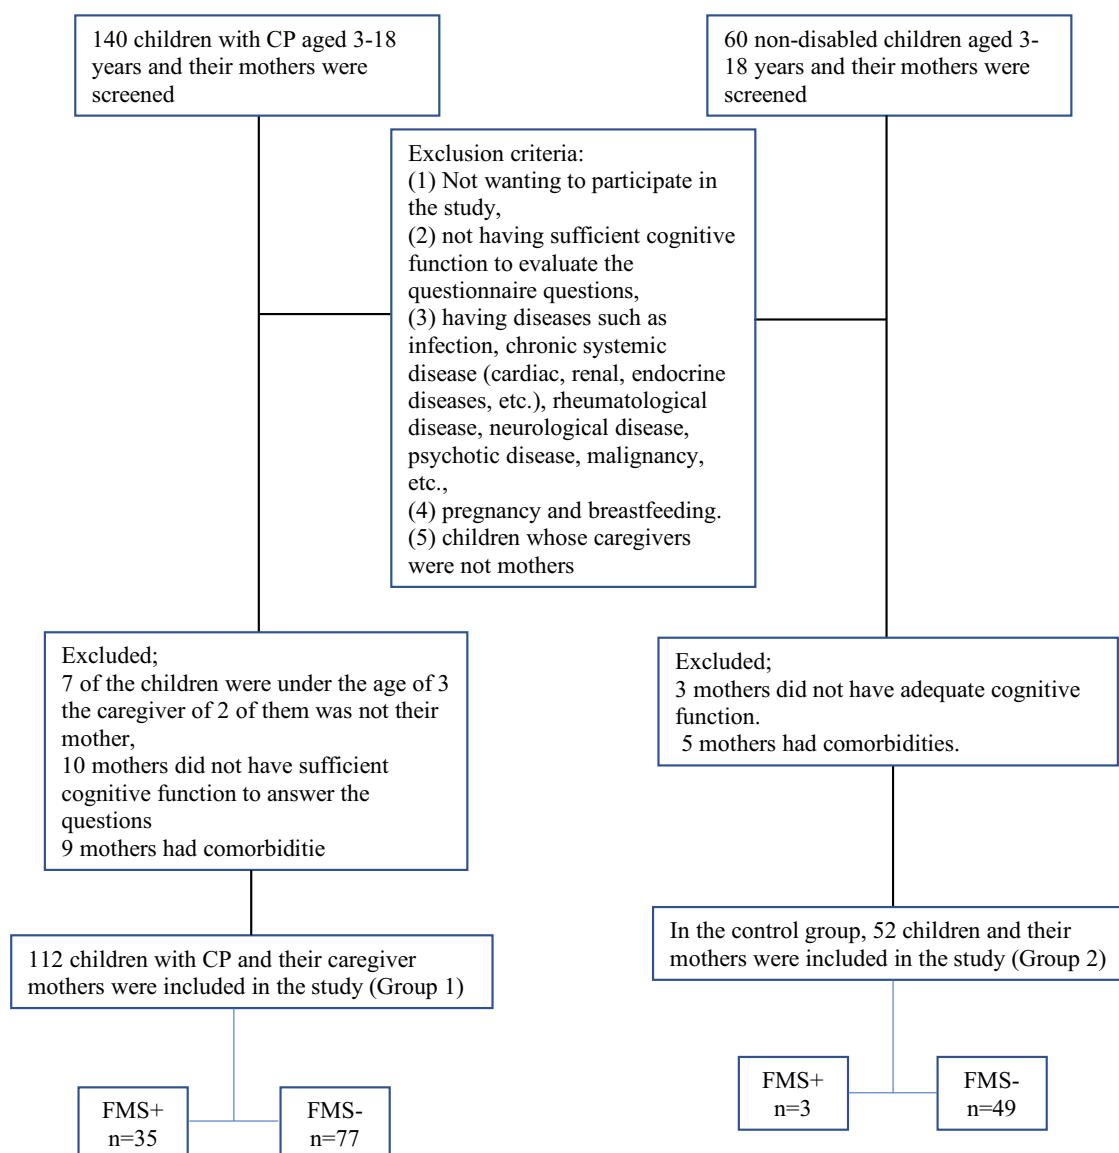 140 children with CP aged 3-18
years and their mothers were
screened
60 non-disabled children aged 3-
18 years and their mothers were
screened
Exclusion criteria:
(1) Not wanting to participate in
the study,
(2) not having sufficient cognitive
function to evaluate the
questionnaire questions,
(3) having diseases such as
infection, chronic systemic
disease (cardiac, renal, endocrine
diseases, etc.), rheumatological
disease, neurological disease,
psychotic disease, malignancy,
etc.,
(4) pregnancy and breastfeeding.
(5) children whose caregivers
were not mothers
Excluded;
7 of the children were under the age of 3
the caregiver of 2 of them was not their
mother,
10 mothers did not have sufficient
cognitive function to answer the
questions
9 mothers had comorbiditie
Excluded;
3 mothers did not have adequate cognitive
function.
5 mothers had comorbidities.
112 children with CP and their caregiver
mothers were included in the study (Group 1)
In the control group, 52 children and their
mothers were included in the study (Group 2)
FMS+
n=35
FMS-
n=77
FMS+
n=3
FMS-
n=49